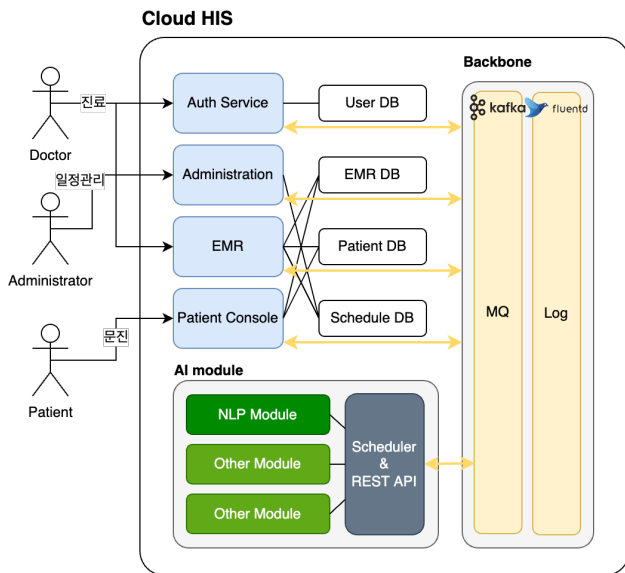 Cloud HIS
Backbone
진료
Doctor
일정관리
Administrator
문진
Patient
Auth Service
User DB
Administration
EMR DB
EMR
Patient DB
Patient Console
Schedule DB
kafka
fluentd
MQ
Log
AI module
NLP Module
Other Module
Other Module
Scheduler
&
REST API